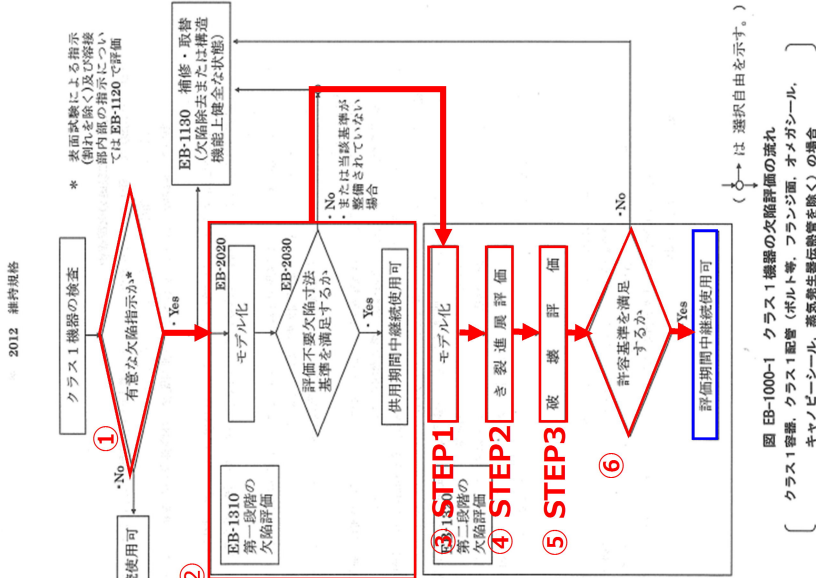 2012 維持規格
クラス1機器の検査
* 表面試験による指示
(割れを除く)及び溶接
部内部の指示につい
ては EB-1120 で評価
①
有意な欠陥指示か*
・No
・Yes
続使用可
EB-1130 補修・取替
(欠陥除去または構造
機能上健全な状態)
②
EB-1310
第一段階の
欠陥評価
EB-2020
モデル化
EB-2030
評価不要欠陥寸法
基準を満足するか
・No
・または当該基準が
整備されていない
場合
・Yes
供用期間中継続使用可
EB-1320
第二段階の
欠陥評価
③ STEP1
モデル化
④ STEP2
き裂進展評価
⑤ STEP3
破壊評価
⑥
許容基準を満足
するか
・No
Yes
評価期間中継続使用可
( は 選択自由を示す。)
図 EB-1000-1 クラス1機器の欠陥評価の流れ
クラス1容器,クラス1配管(ボルト等,フランジ面,オメガシール,
キャノピーシール,蒸気発生器伝熱管を除く)の場合